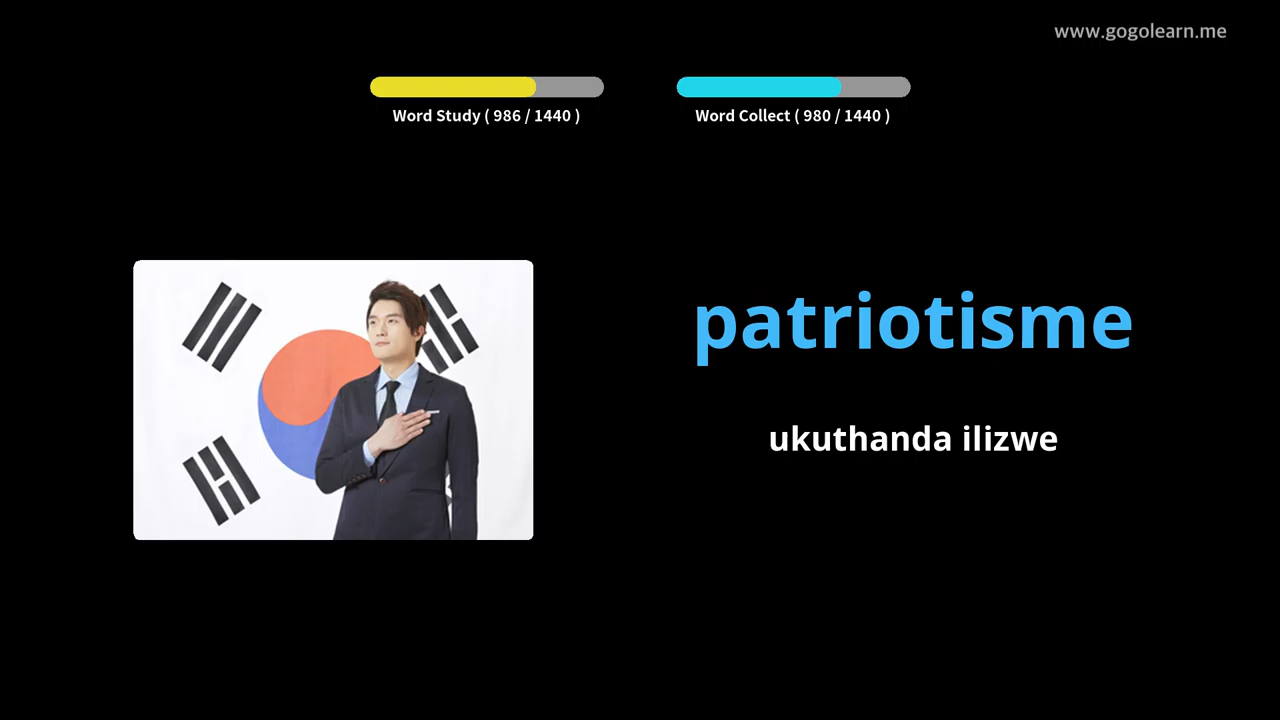 www.gogolearn.me
Word Study ( 986 / 1440 )
Word Collect ( 980 / 1440 )
patriotisme
ukuthanda ilizwe